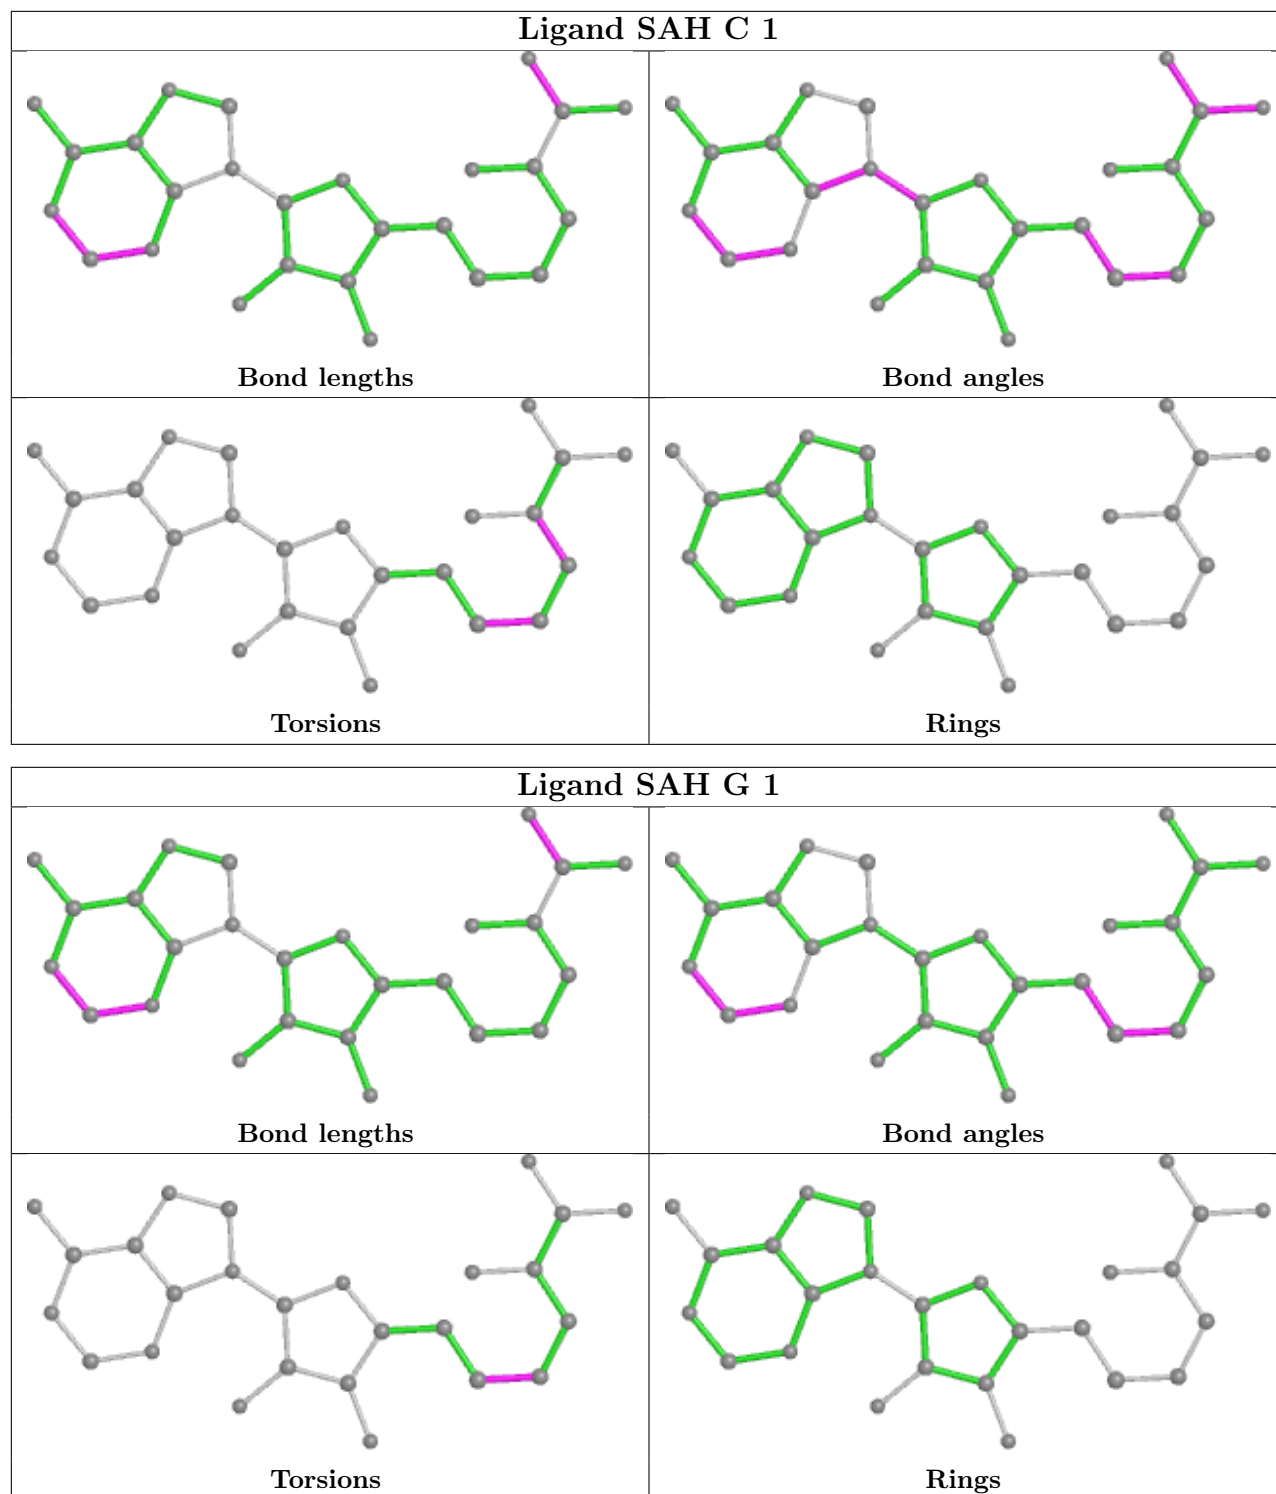 Ligand SAH C 1
Bond lengths
Bond angles
Torsions
Rings
Ligand SAH G 1
Bond lengths
Bond angles
Torsions
Rings